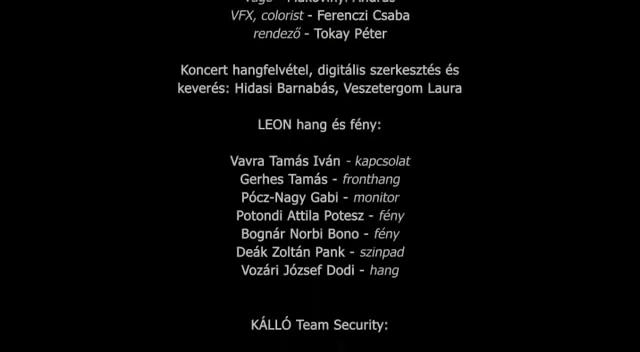 VFX, colorist - Ferenczi Csaba
rendező - Tokay Péter
Koncert hangfelvétel, digitális szerkesztés és
keverés: Hidasi Barnabás, Veszetergom Laura
LEON hang és fény:
Vavra Tamás Iván - kapcsolat
Gerhes Tamás - fronthang
Pócz-Nagy Gabi - monitor
Potondi Attila Potesz - fény
Bognár Norbi Bono - fény
Deák Zoltán Pank - szinpad
Vozári József Dodi - hang
KÁLLÓ Team Security: